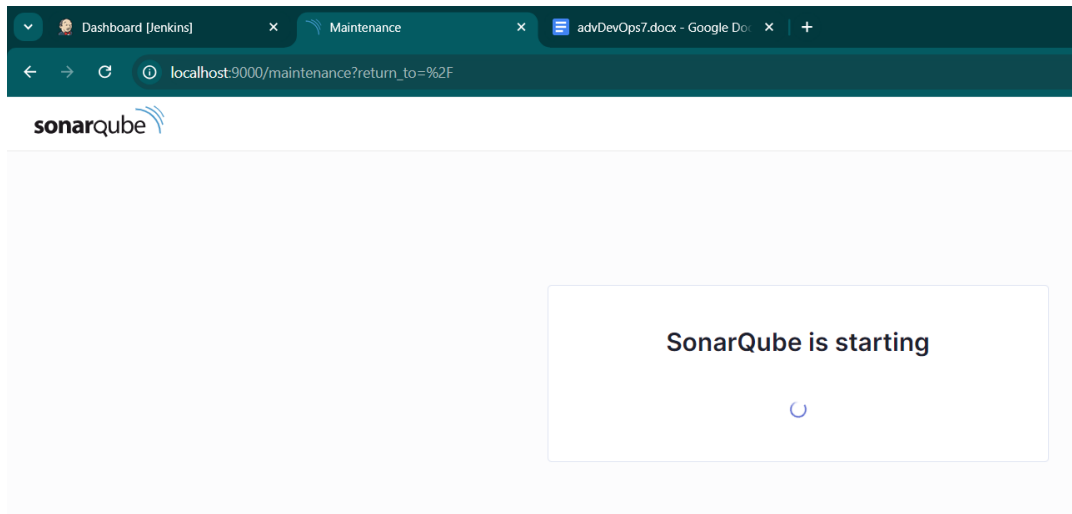 Dashboard [Jenkins]
Maintenance
advDevOps7.docx - Google Doc
localhost:9000/maintenance?return_to=%2F
sonarqube
SonarQube is starting